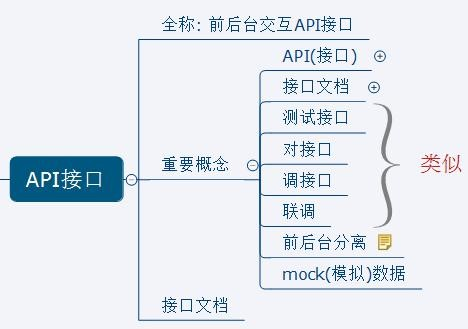 全称：前后台交互API接口
API(接口)
接口文档
测试接口
对接口
调接口
联调
前后台分离
mock(模拟)数据
类似
重要概念
API接口
接口文档